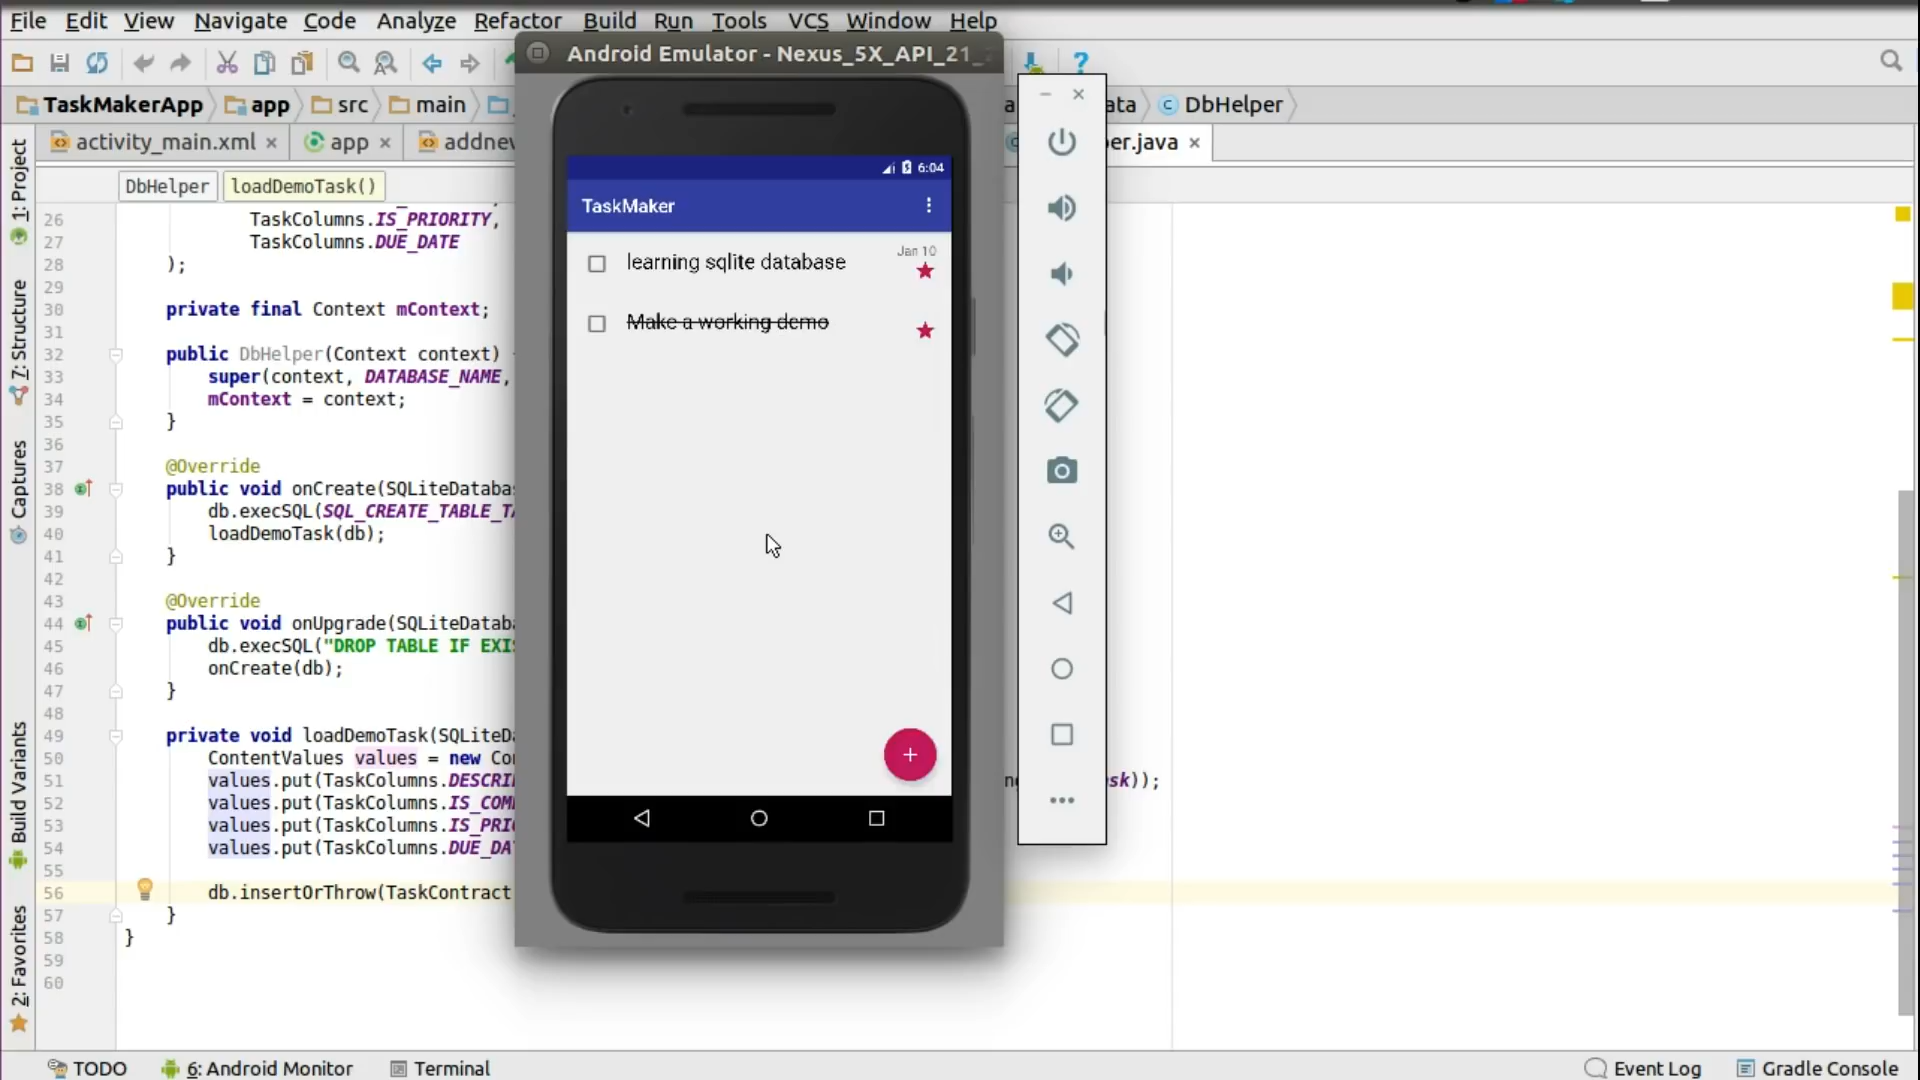 File Edit View Navigate Code Analyze Refactor Build Run Tools VCS Window Help
Android Emulator - Nexus_5X_API_21_
TaskMakerApp app src main ata DbHelper
activity_main.xml app addnew er.java
DbHelper loadDemoTask()
1: Project
7: Structure
Captures
Build Variants
2: Favorites
26 TaskColumns.IS_PRIORITY,
27 TaskColumns.DUE_DATE
28 );
29
30 private final Context mContext;
31
32 public DbHelper(Context context)
33 super(context, DATABASE_NAME,
34 mContext = context;
35 }
36
37 @Override
38 public void onCreate(SQLiteDataba
39 db.execSQL(SQL_CREATE_TABLE_T
40 loadDemoTask(db);
41 }
42
43 @Override
44 public void onUpgrade(SQLiteDatab
45 db.execSQL("DROP TABLE IF EXI
46 onCreate(db);
47 }
48
49 private void loadDemoTask(SQLiteD
50 ContentValues values = new Co
51 values.put(TaskColumns.DESCRI sk));
52 values.put(TaskColumns.IS_COM
53 values.put(TaskColumns.IS_PRI
54 values.put(TaskColumns.DUE_DA
55
56 db.insertOrThrow(TaskContract
57 }
58 }
59
60
6:04
TaskMaker
learning sqlite database Jan 10
Make a working demo
TODO 6: Android Monitor Terminal Event Log Gradle Console